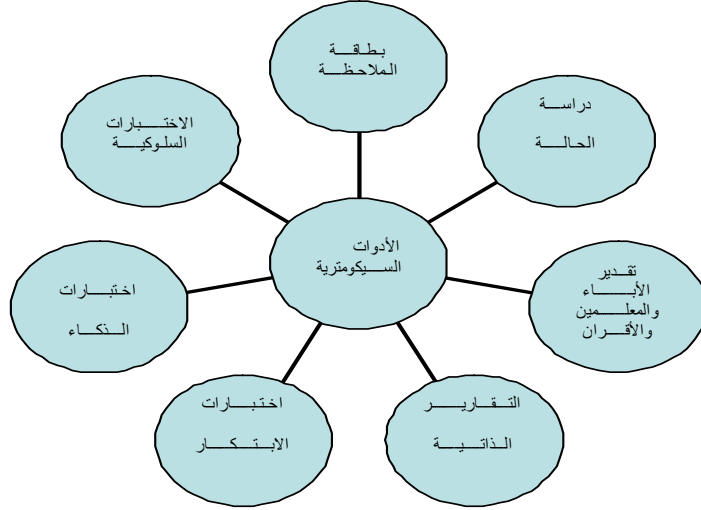 بطاقة
الملاحظة
دراسة
الحالة
تقدير
الأباء
والمعلمين
والأقران
التقارير
الذاتية
اختبارات
الابتكار
اختبارات
الذكاء
الاختبارات
السلوكية
الأدوات
السيكومترية